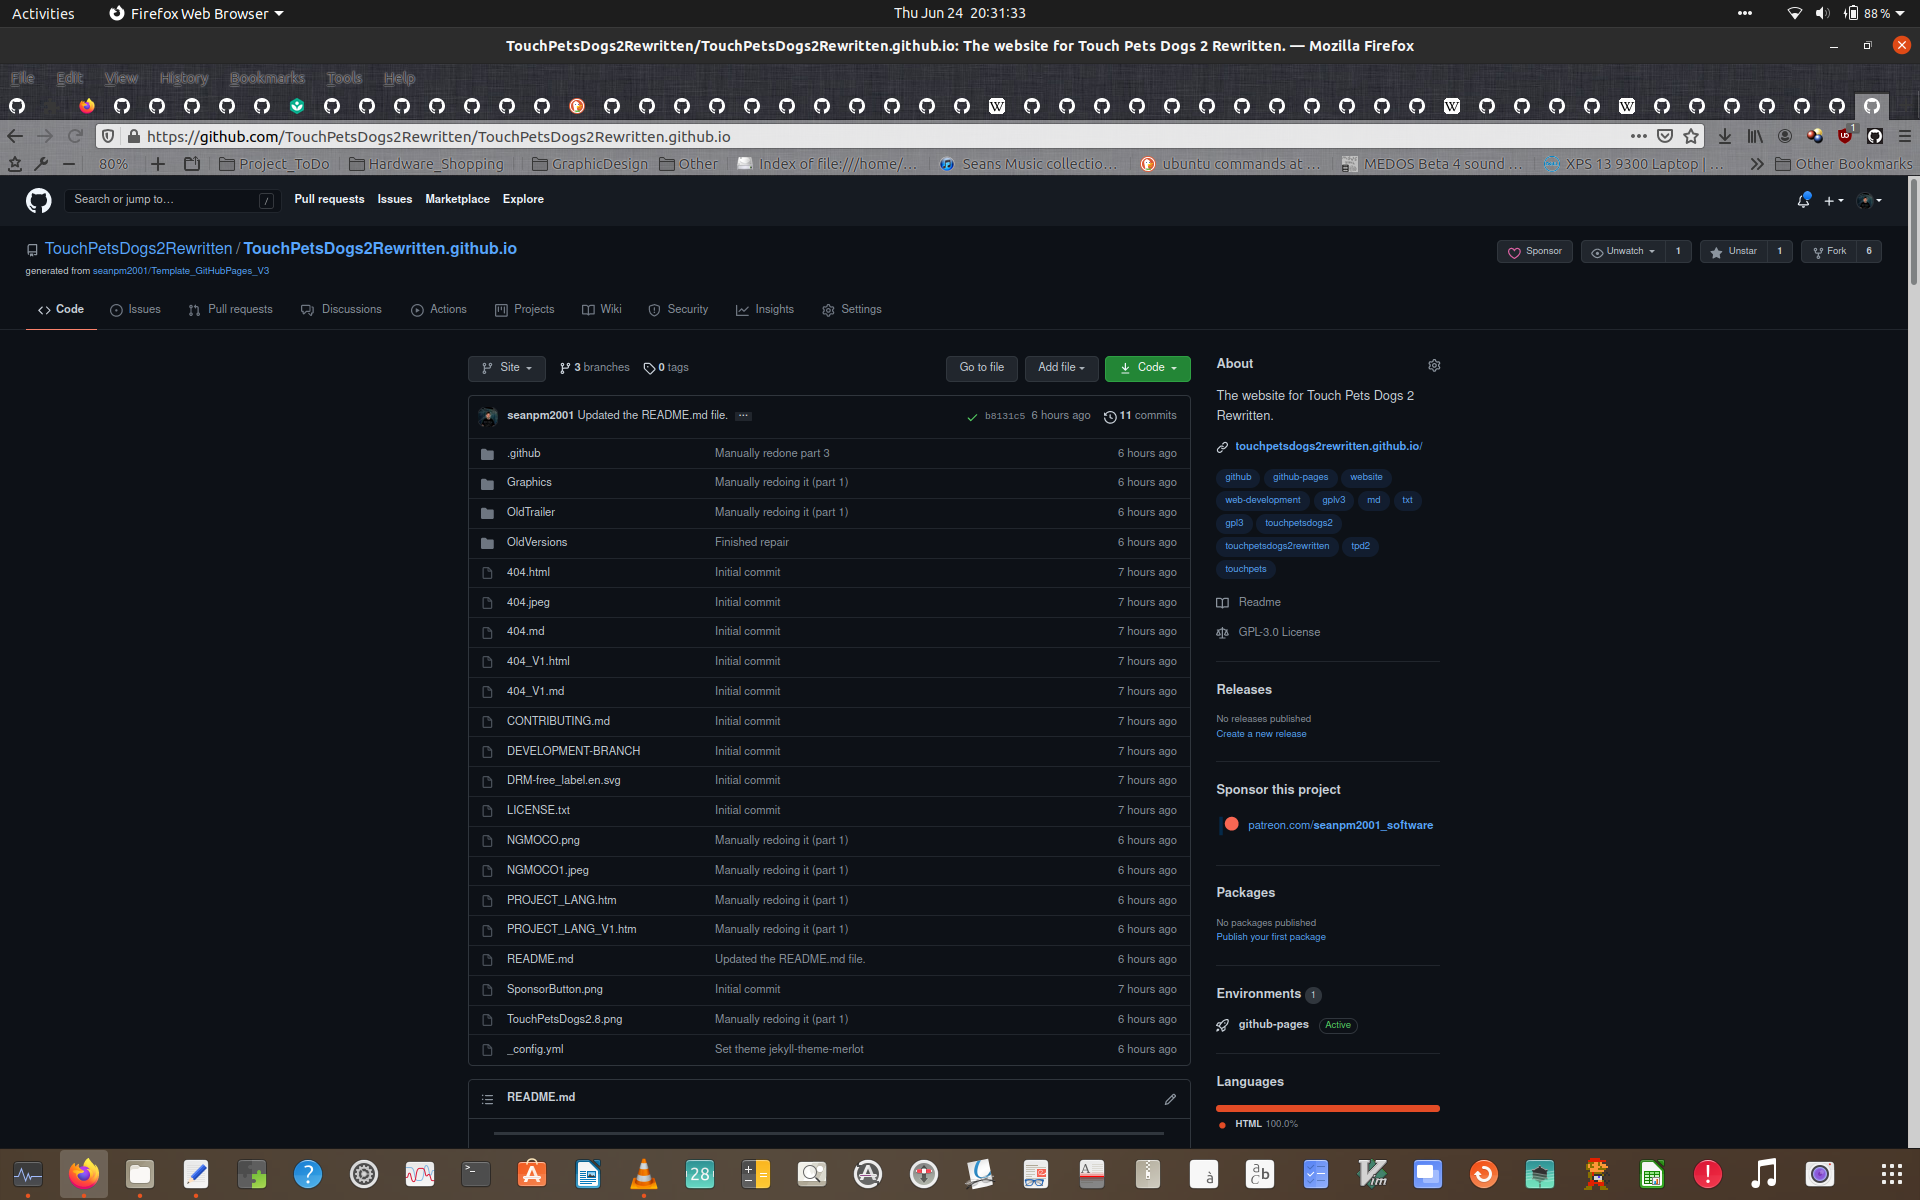 Activities Firefox Web Browser Thu Jun 24 20:31:33 88 %
TouchPetsDogs2Rewritten/TouchPetsDogs2Rewritten.github.io: The website for Touch Pets Dogs 2 Rewritten. — Mozilla Firefox
File Edit View History Bookmarks Tools Help
https://github.com/TouchPetsDogs2Rewritten/TouchPetsDogs2Rewritten.github.io
80% Project_ToDo Hardware_Shopping GraphicDesign Other Index of file:///home/… Seans Music collectio… ubuntu commands at … MEDOS Beta 4 sound … XPS 13 9300 Laptop | … Other Bookmarks
Search or jump to… / Pull requests Issues Marketplace Explore
TouchPetsDogs2Rewritten / TouchPetsDogs2Rewritten.github.io
generated from seanpm2001/Template_GitHubPages_V3
Sponsor Unwatch 1 Unstar 1 Fork 6
Code Issues Pull requests Discussions Actions Projects Wiki Security Insights Settings
Site 3 branches 0 tags Go to file Add file Code
seanpm2001 Updated the README.md file. … b8131c5 6 hours ago 11 commits
.github Manually redone part 3 6 hours ago
Graphics Manually redoing it (part 1) 6 hours ago
OldTrailer Manually redoing it (part 1) 6 hours ago
OldVersions Finished repair 6 hours ago
404.html Initial commit 7 hours ago
404.jpeg Initial commit 7 hours ago
404.md Initial commit 7 hours ago
404_V1.html Initial commit 7 hours ago
404_V1.md Initial commit 7 hours ago
CONTRIBUTING.md Initial commit 7 hours ago
DEVELOPMENT-BRANCH Initial commit 7 hours ago
DRM-free_label.en.svg Initial commit 7 hours ago
LICENSE.txt Initial commit 7 hours ago
NGMOCO.png Manually redoing it (part 1) 6 hours ago
NGMOCO1.jpeg Manually redoing it (part 1) 6 hours ago
PROJECT_LANG.htm Manually redoing it (part 1) 6 hours ago
PROJECT_LANG_V1.htm Manually redoing it (part 1) 6 hours ago
README.md Updated the README.md file. 6 hours ago
SponsorButton.png Initial commit 7 hours ago
TouchPetsDogs2.8.png Manually redoing it (part 1) 6 hours ago
_config.yml Set theme jekyll-theme-merlot 6 hours ago
README.md
About
The website for Touch Pets Dogs 2
Rewritten.
touchpetsdogs2rewritten.github.io/
github github-pages website
web-development gplv3 md txt
gpl3 touchpetsdogs2
touchpetsdogs2rewritten tpd2
touchpets
Readme
GPL-3.0 License
Releases
No releases published
Create a new release
Sponsor this project
patreon.com/seanpm2001_software
Packages
No packages published
Publish your first package
Environments 1
github-pages Active
Languages
HTML 100.0%
28